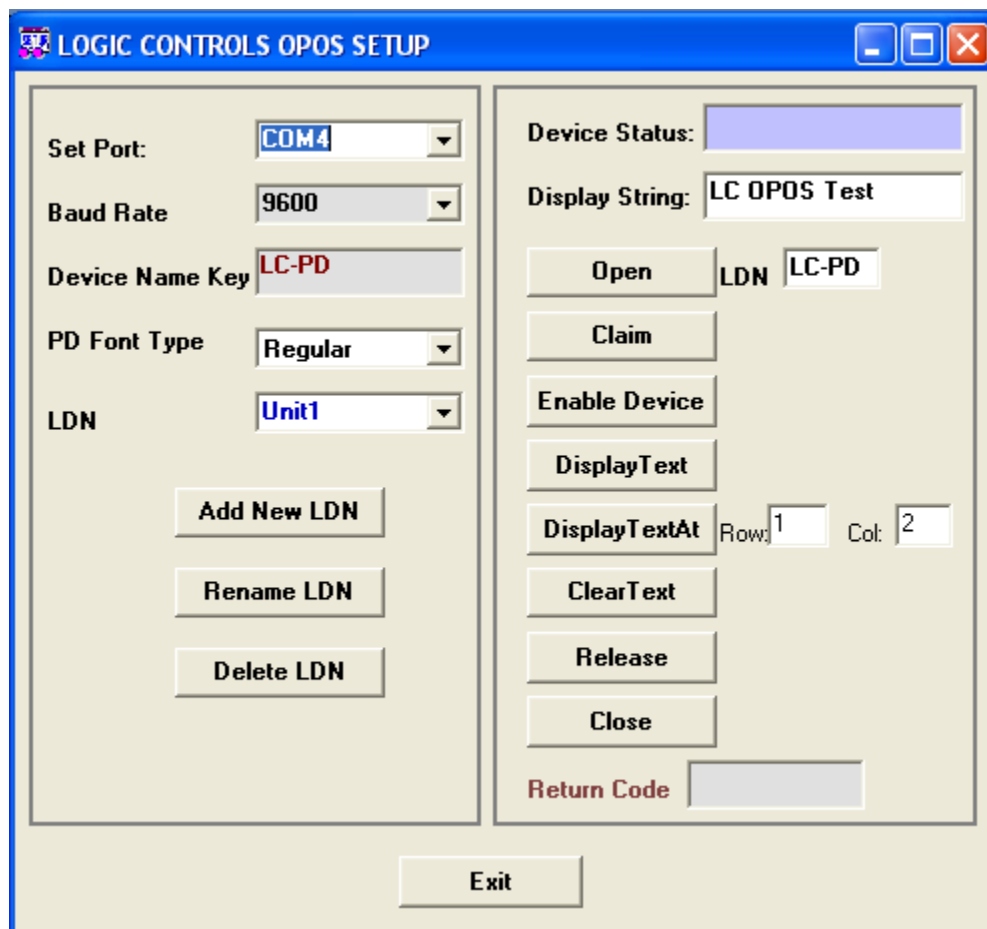 LOGIC CONTROLS OPOS SETUP
Set Port: COM4
Baud Rate 9600
Device Name Key LC-PD
PD Font Type Regular
LDN Unit1
Add New LDN
Rename LDN
Delete LDN
Device Status:
Display String: LC OPOS Test
Open LDN LC-PD
Claim
Enable Device
DisplayText
DisplayTextAt Row: 1 Col: 2
ClearText
Release
Close
Return Code
Exit